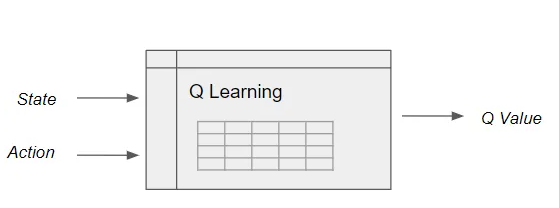 Q Learning
State
Action
Q Value